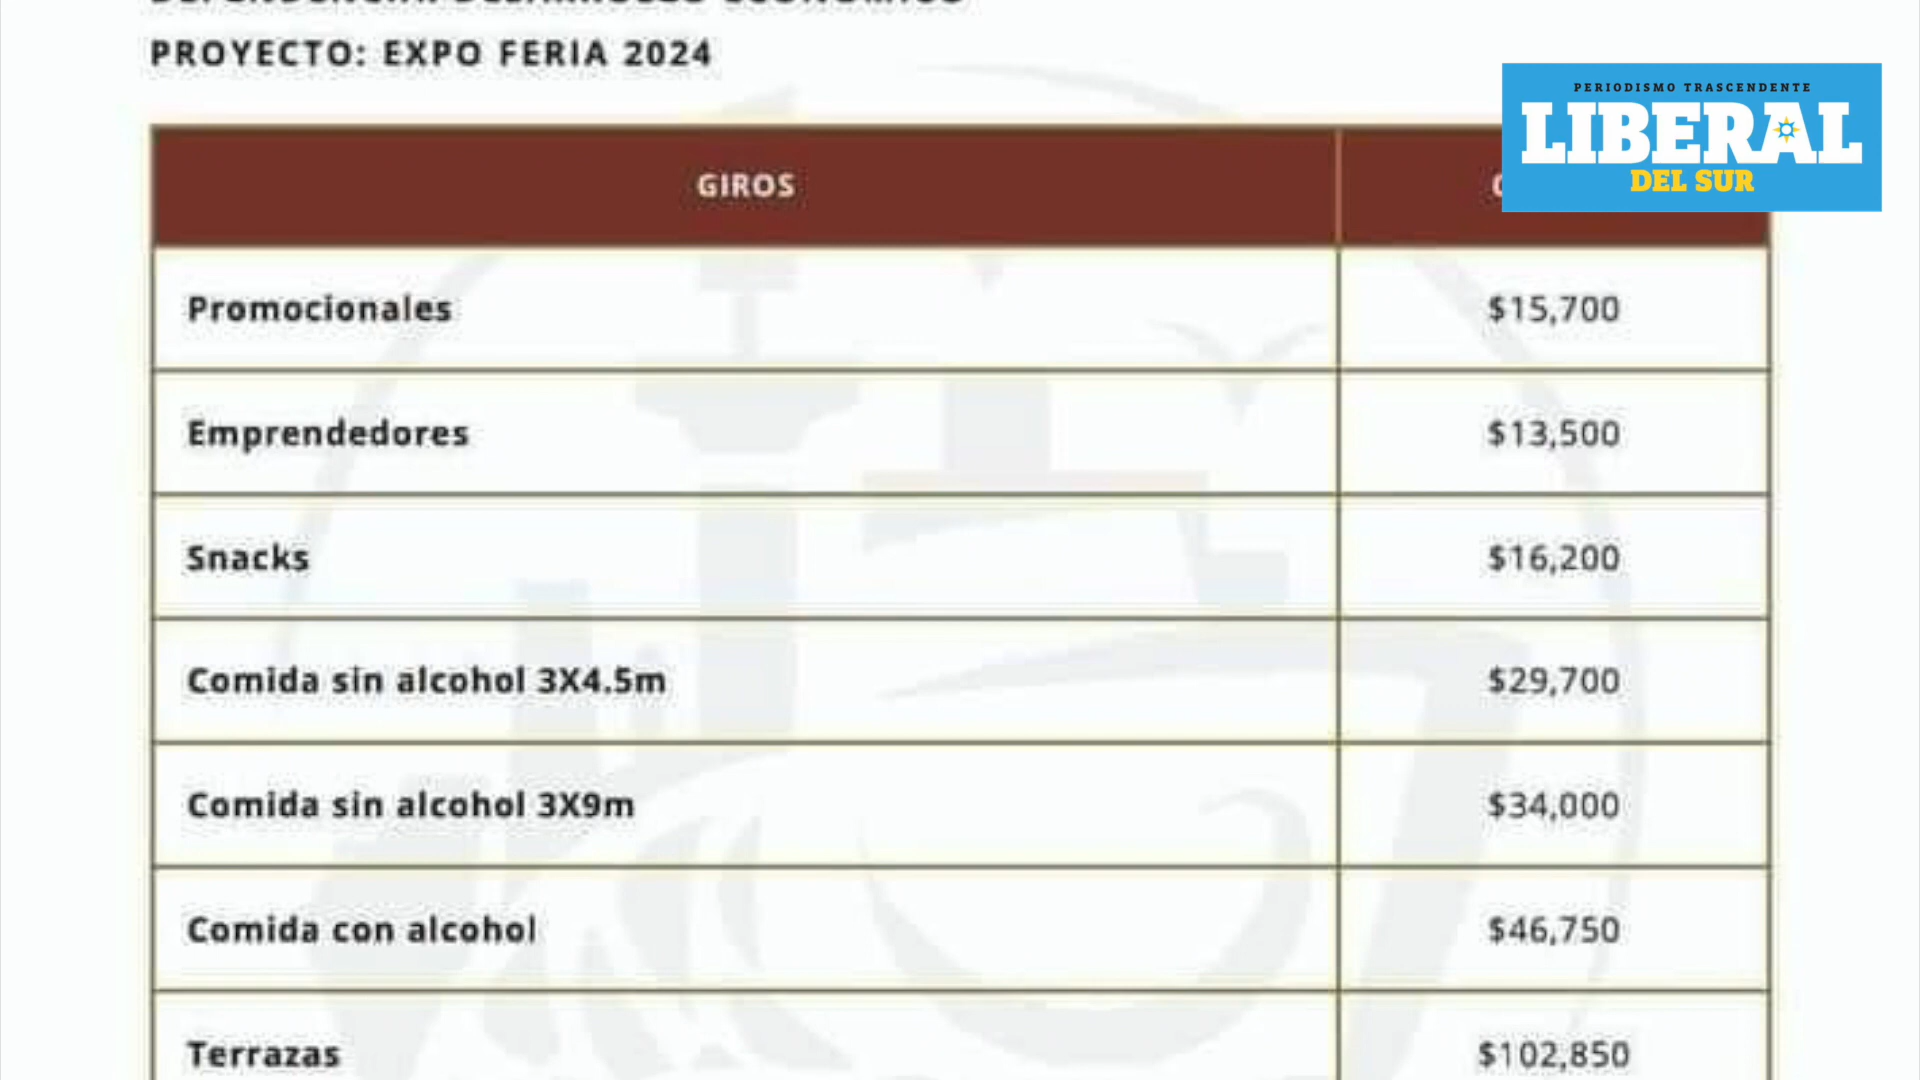 PROYECTO: EXPO FERIA 2024
PERIODISMO TRASCENDENTE
LIBERAL
DEL SUR
GIROS
Promocionales $15,700
Emprendedores $13,500
Snacks $16,200
Comida sin alcohol 3X4.5m $29,700
Comida sin alcohol 3X9m $34,000
Comida con alcohol $46,750
Terrazas $102,850